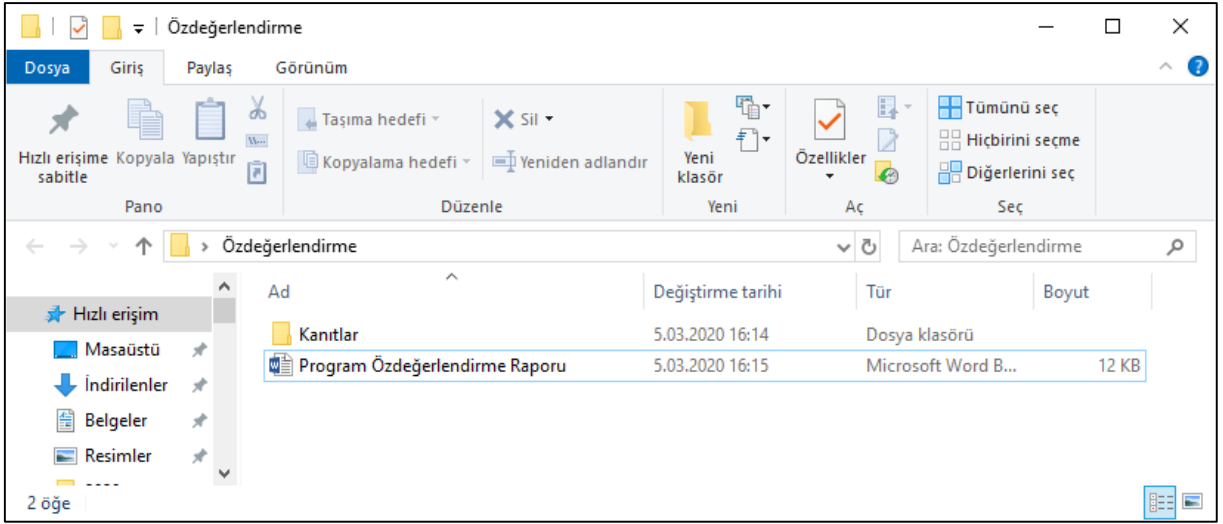 Özdeğerlendirme
Dosya Giriş Paylaş Görünüm
Hızlı erişime sabitle
Kopyala
Yapıştır
Pano
Taşıma hedefi
Kopyalama hedefi
Sil
Yeniden adlandır
Düzenle
Yeni klasör
Yeni
Özellikler
Aç
Tümünü seç
Hiçbirini seçme
Diğerlerini seç
Seç
Özdeğerlendirme
Ara: Özdeğerlendirme
Ad Değiştirme tarihi Tür Boyut
Kanıtlar 5.03.2020 16:14 Dosya klasörü
Program Özdeğerlendirme Raporu 5.03.2020 16:15 Microsoft Word B... 12 KB
Hızlı erişim
Masaüstü
İndirilenler
Belgeler
Resimler
2 öğe